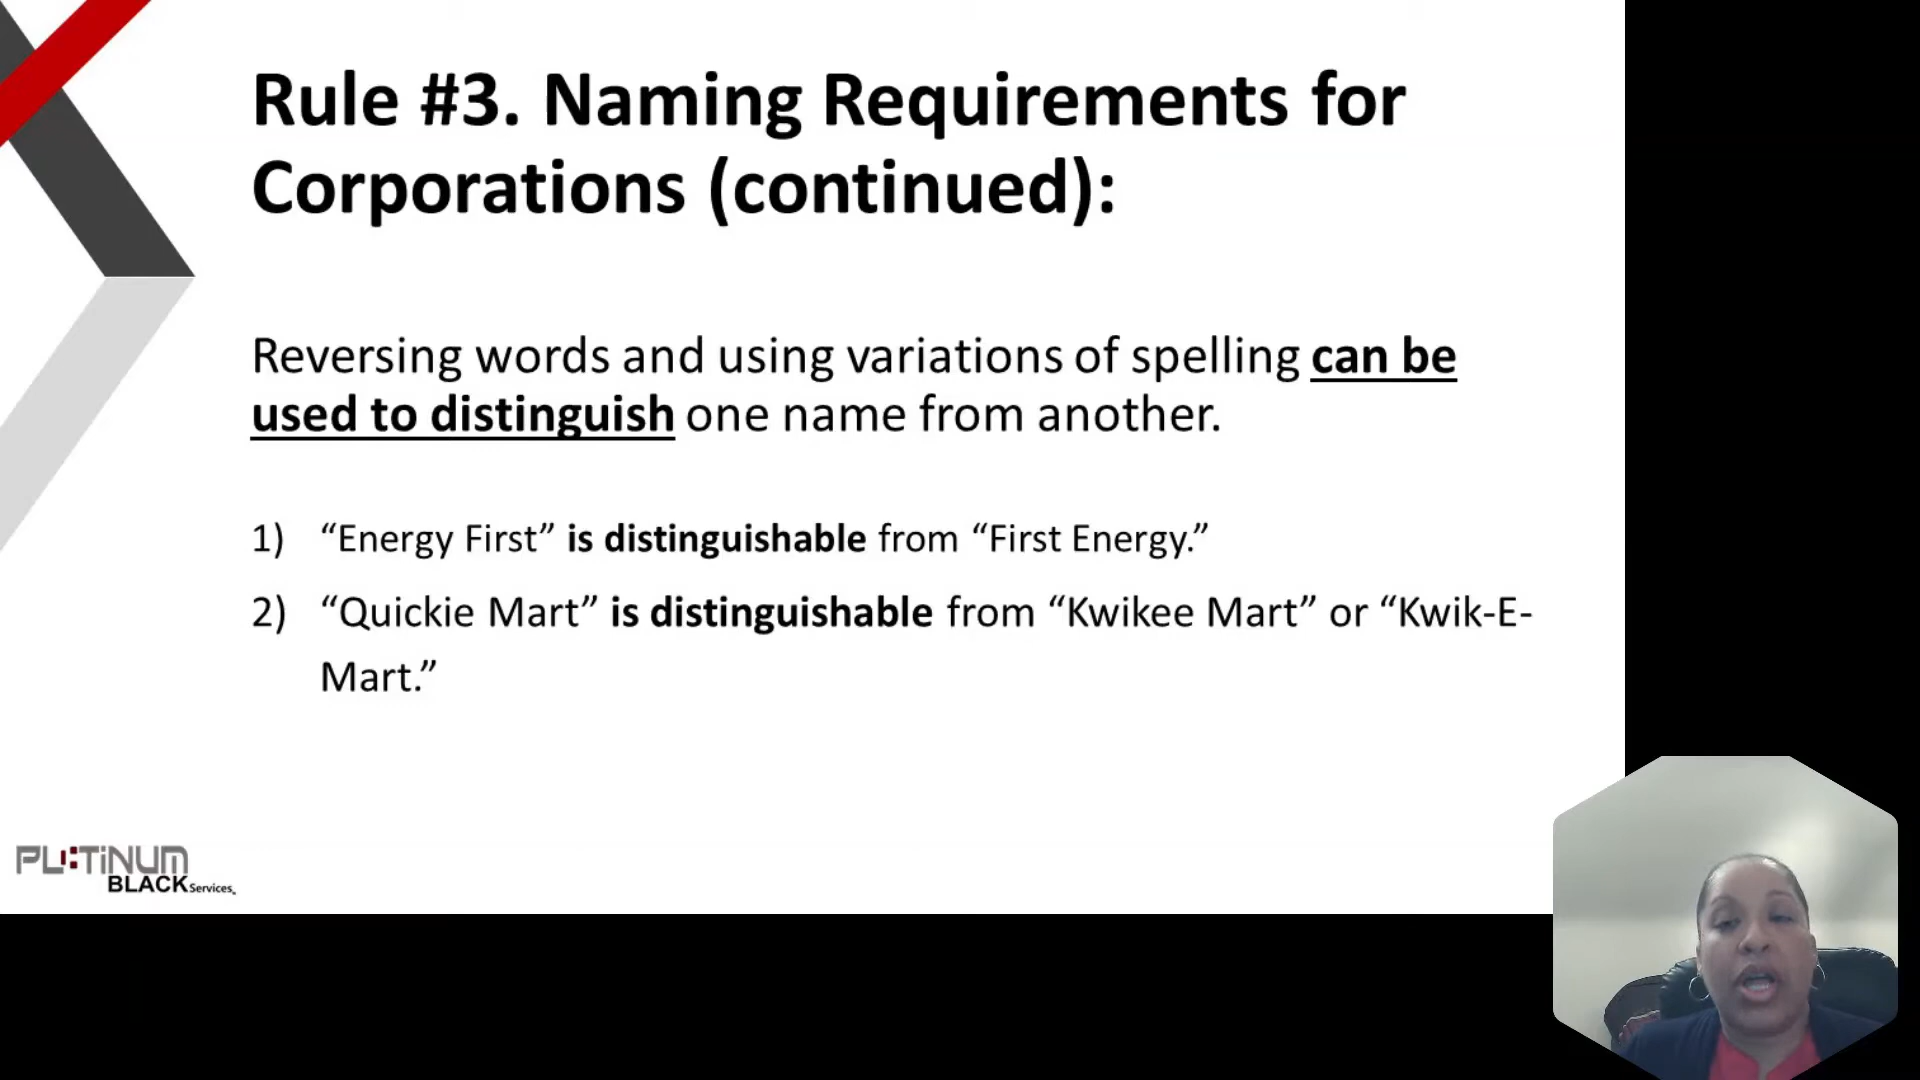 Rule #3. Naming Requirements for
Corporations (continued):
Reversing words and using variations of spelling can be
used to distinguish one name from another.
1) “Energy First” is distinguishable from “First Energy.”
2) “Quickie Mart” is distinguishable from “Kwikee Mart” or “Kwik-E-
Mart.”
PLATiNUM
BLACK Services